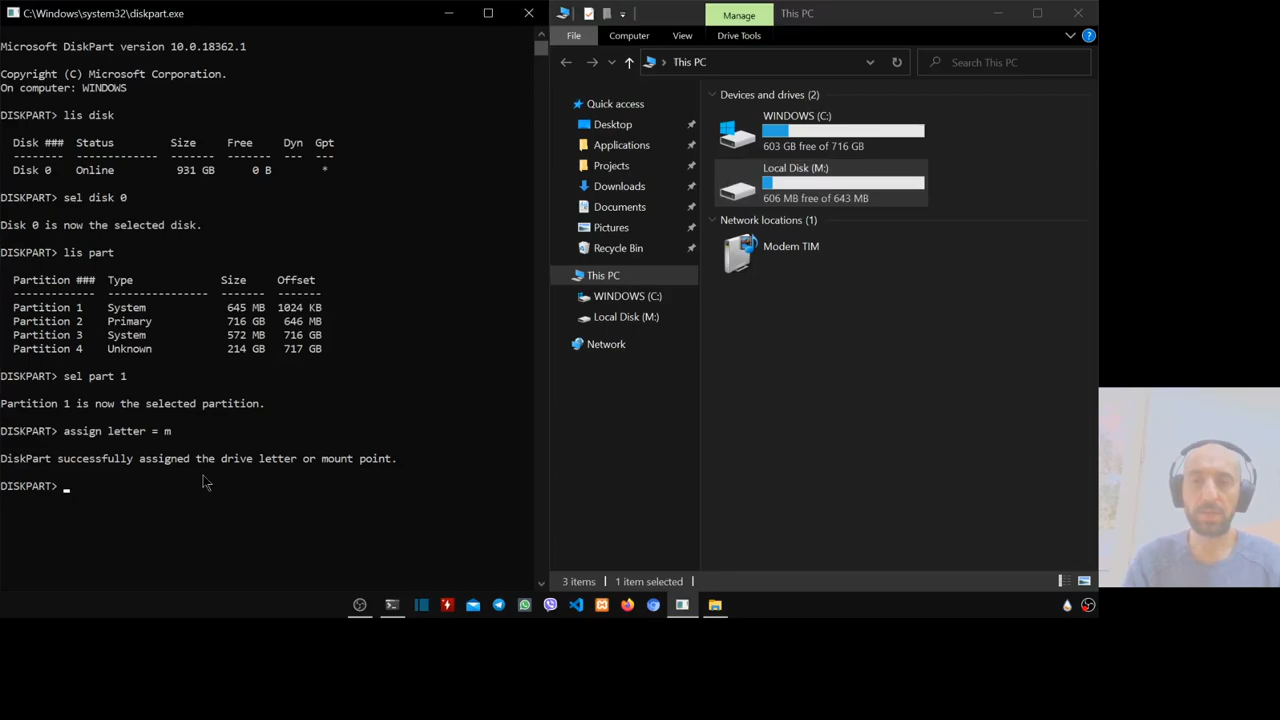 C:\Windows\system32\diskpart.exe
Microsoft DiskPart version 10.0.18362.1
Copyright (C) Microsoft Corporation.
On computer: WINDOWS
DISKPART> lis disk
Disk ### Status Size Free Dyn Gpt
-------- ------------- ------- ------- --- ---
Disk 0 Online 931 GB 0 B *
DISKPART> sel disk 0
Disk 0 is now the selected disk.
DISKPART> lis part
Partition ### Type Size Offset
------------- ---------------- ------- -------
Partition 1 System 645 MB 1024 KB
Partition 2 Primary 716 GB 646 MB
Partition 3 System 572 MB 716 GB
Partition 4 Unknown 214 GB 717 GB
DISKPART> sel part 1
Partition 1 is now the selected partition.
DISKPART> assign letter = m
DiskPart successfully assigned the drive letter or mount point.
DISKPART>
Manage This PC
File Computer View Drive Tools
This PC
Search This PC
Quick access
Desktop
Applications
Projects
Downloads
Documents
Pictures
Recycle Bin
This PC
WINDOWS (C:)
Local Disk (M:)
Network
Devices and drives (2)
WINDOWS (C:)
603 GB free of 716 GB
Local Disk (M:)
606 MB free of 643 MB
Network locations (1)
Modem TIM
3 items 1 item selected